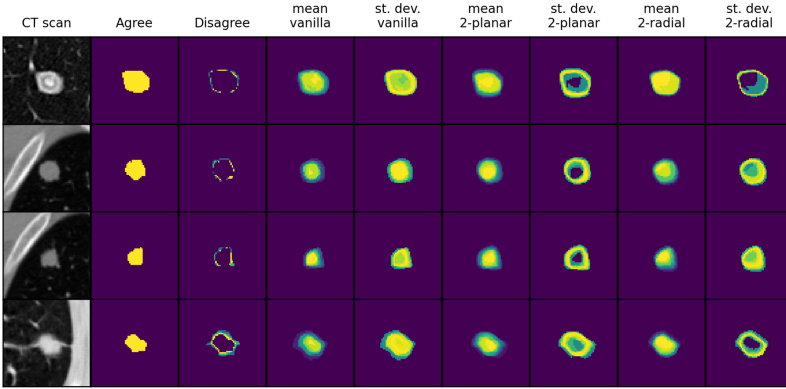 CT scan
Agree
Disagree
mean
vanilla
st. dev.
vanilla
mean
2-planar
st. dev.
2-planar
mean
2-radial
st. dev.
2-radial